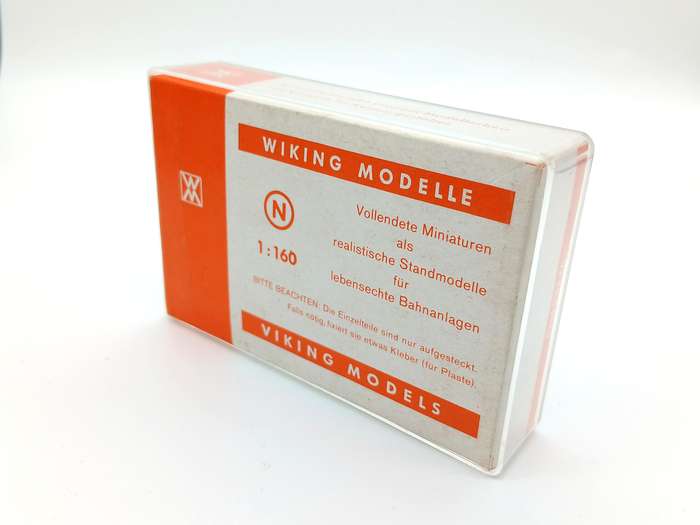 WM
WIKING MODELLE
N
1:160
Vollendete Miniaturen
als
realistische Standmodelle
für
lebensechte Bahnanlagen
BITTE BEACHTEN: Die Einzelteile sind nur aufgesteckt.
Falls nötig, fixiert sie etwas Kleber (für Plaste).
VIKING MODELS